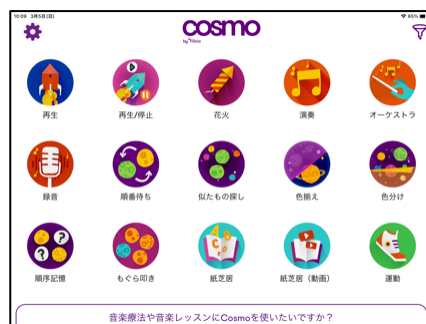 10:09 3月5日(日)
65%
cosmo
by Filisia
再生
再生/停止
花火
演奏
オーケストラ
録音
順番待ち
似たもの探し
色揃え
色分け
順序記憶
もぐら叩き
紙芝居
紙芝居（動画）
運動
音楽療法や音楽レッスンにCosmoを使いたいですか？